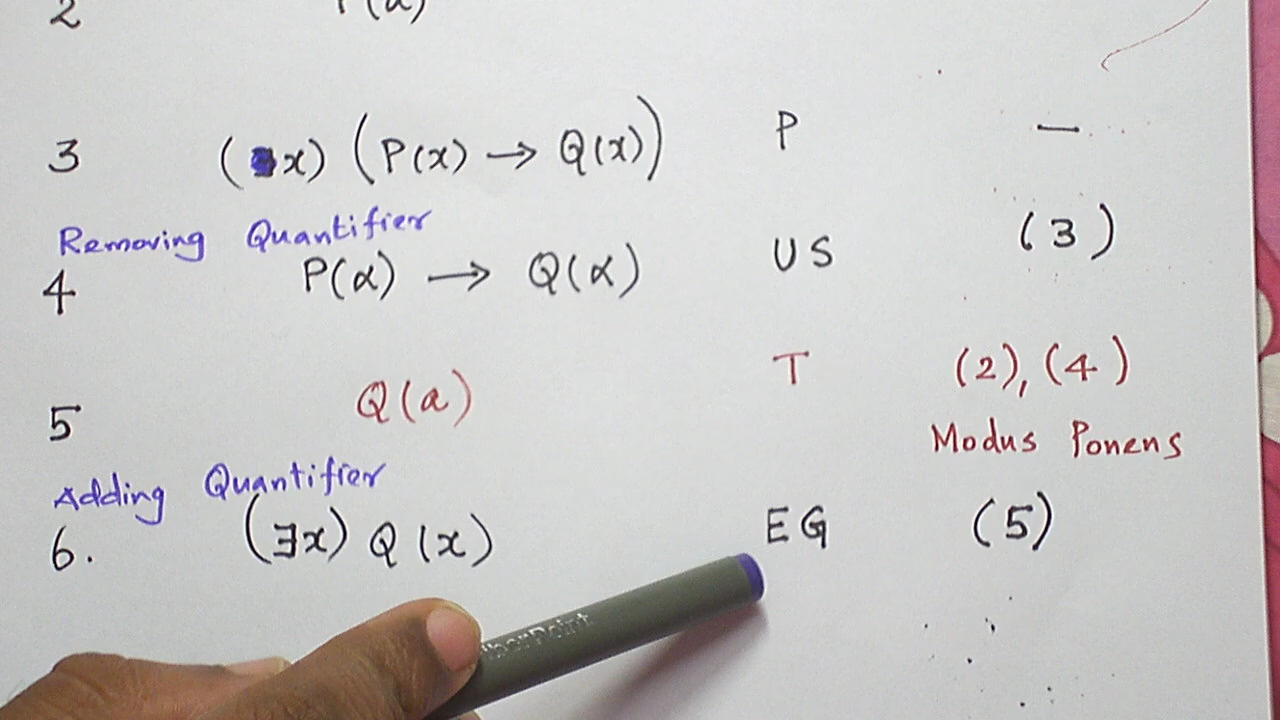 2 P(a)
3 (x) (P(x) → Q(x)) P —
Removing Quantifier
4 P(α) → Q(α) US (3)
5 Q(a) T (2), (4)
Modus Ponens
Adding Quantifier
6. (∃x) Q(x) EG (5)